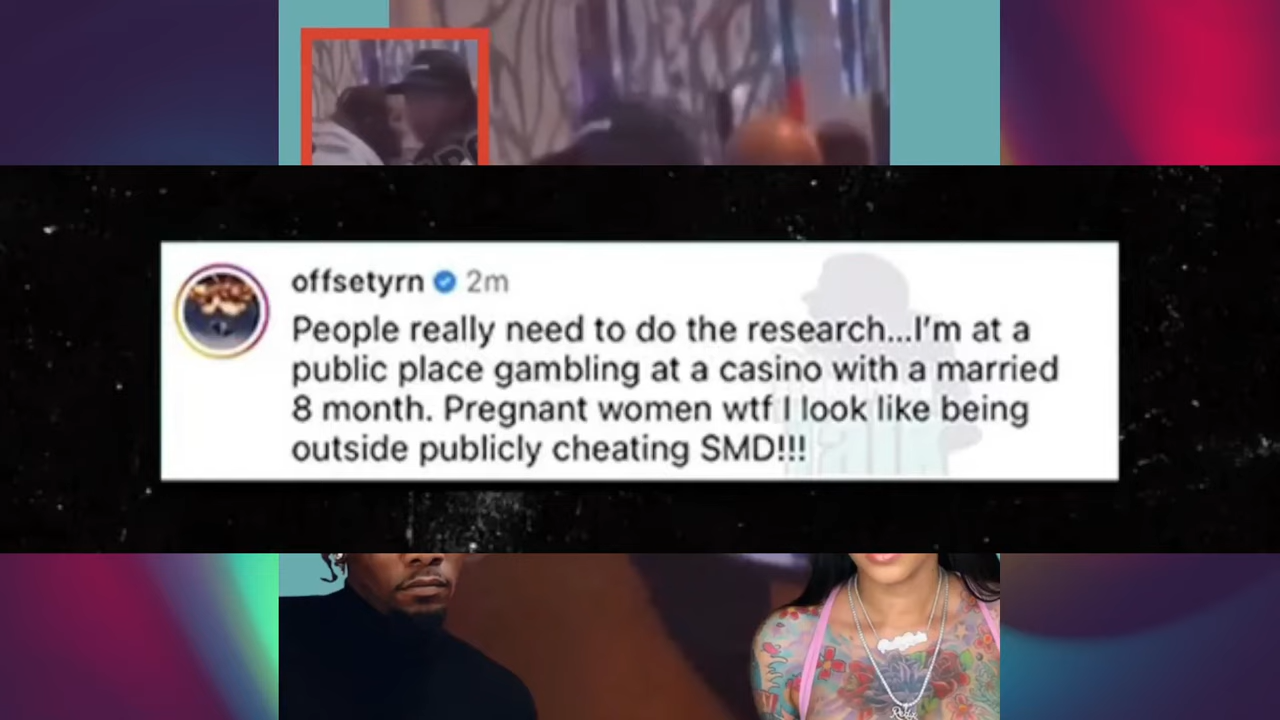 offsetyrn 2m
People really need to do the research...I'm at a
public place gambling at a casino with a married
8 month. Pregnant women wtf I look like being
outside publicly cheating SMD!!!